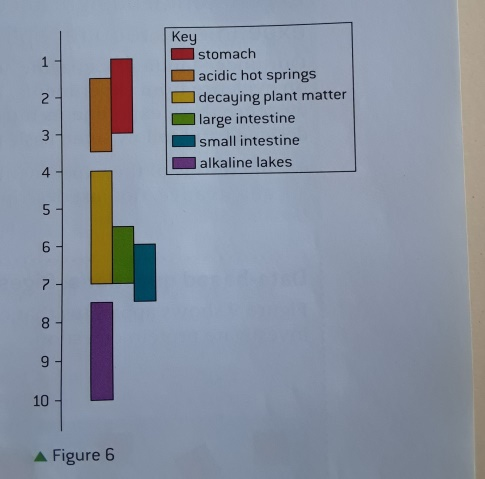 Key
stomach
acidic hot springs
decaying plant matter
large intestine
small intestine
alkaline lakes
1
2
3
4
5
6
7
8
9
10
Figure 6